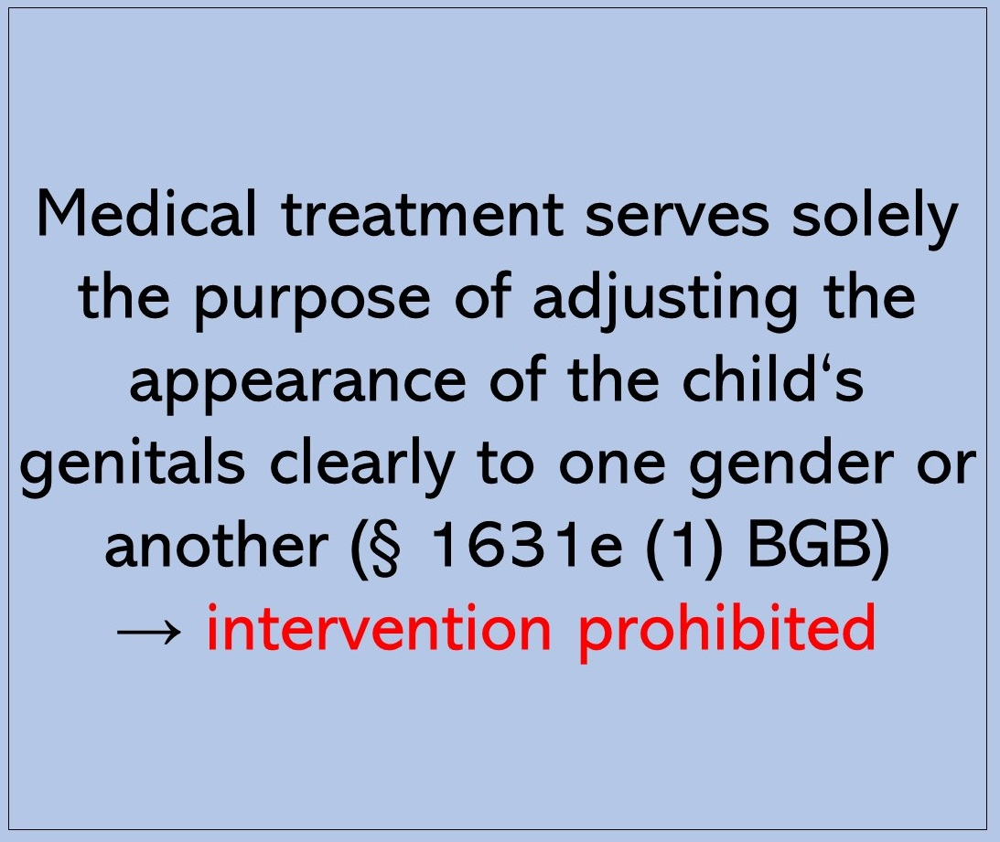 Medical treatment serves solely
the purpose of adjusting the
appearance of the child‘s
genitals clearly to one gender or
another (§ 1631e (1) BGB)
→ intervention prohibited